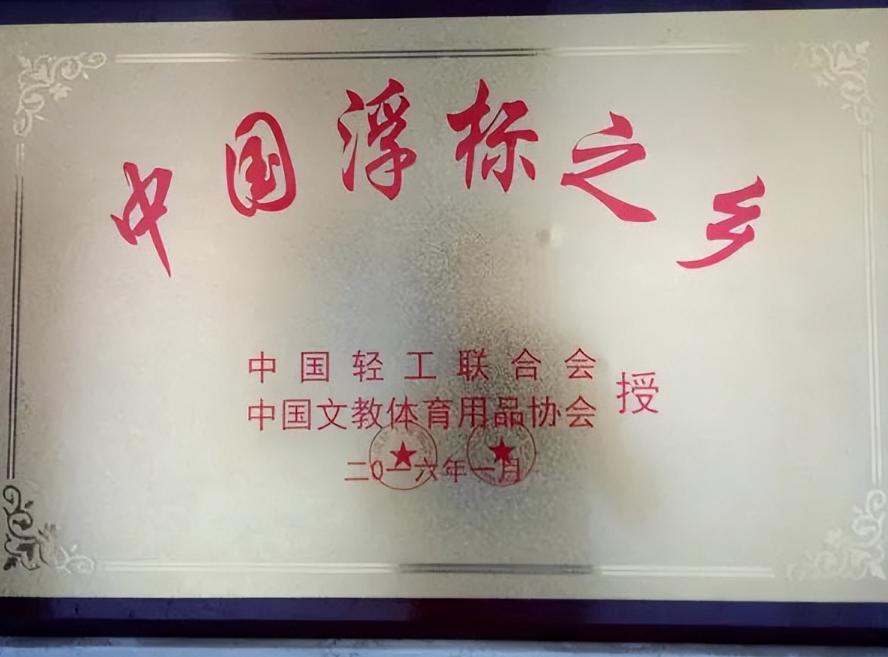 中国浮标之乡
中国轻工联合会
中国文教体育用品协会
授
二0一六年一月